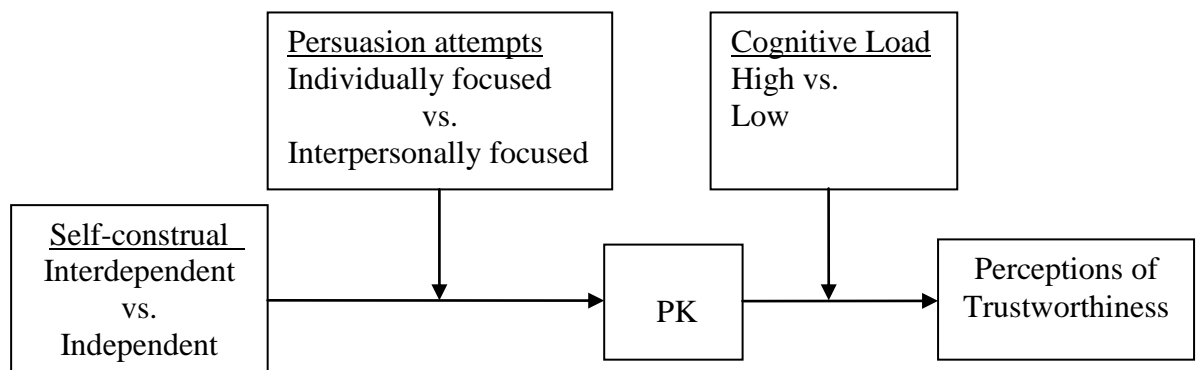 Persuasion attempts
Individually focused
vs.
Interpersonally focused
Cognitive Load
High vs.
Low
Self-construal
Interdependent
vs.
Independent
PK
Perceptions of
Trustworthiness